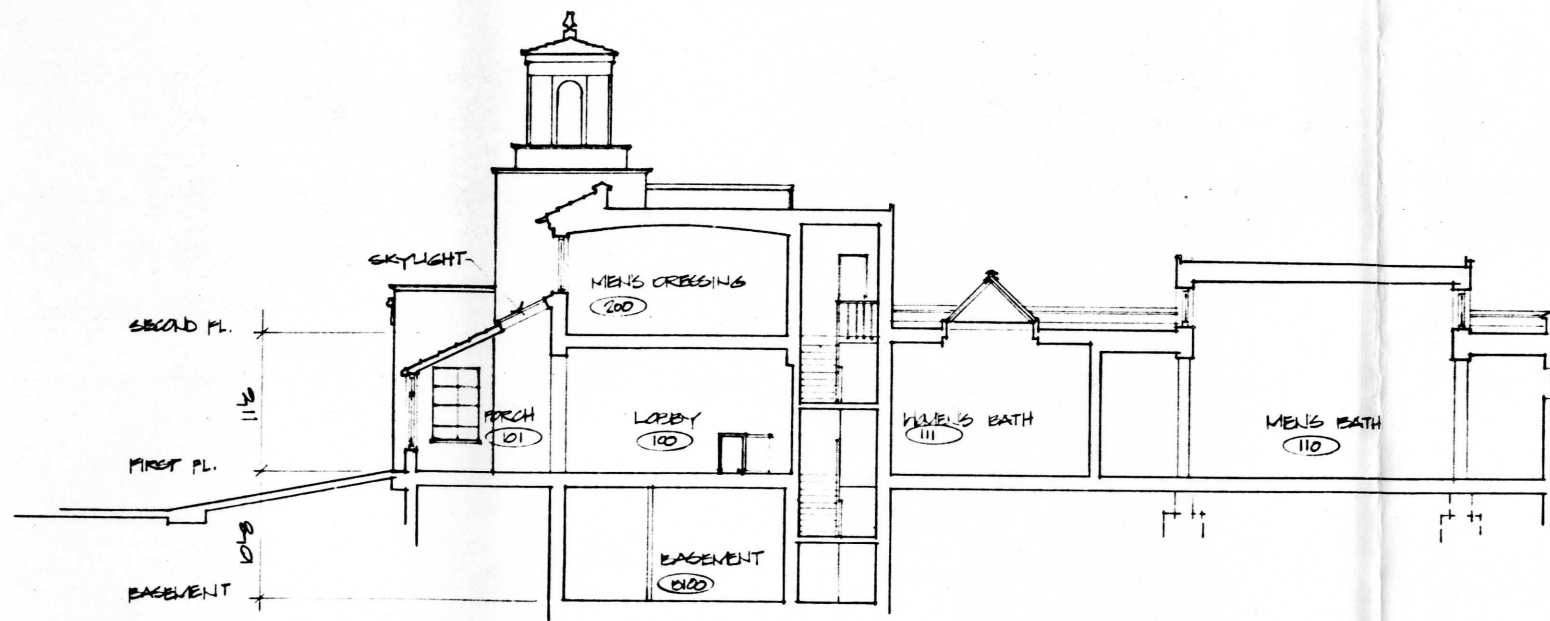 SKYLIGHT
MEN'S DRESSING
200
SECOND FL.
PORCH
101
LOBBY
100
WOMEN'S BATH
111
MEN'S BATH
110
FIRST FL.
BASEMENT
B100
BASEMENT